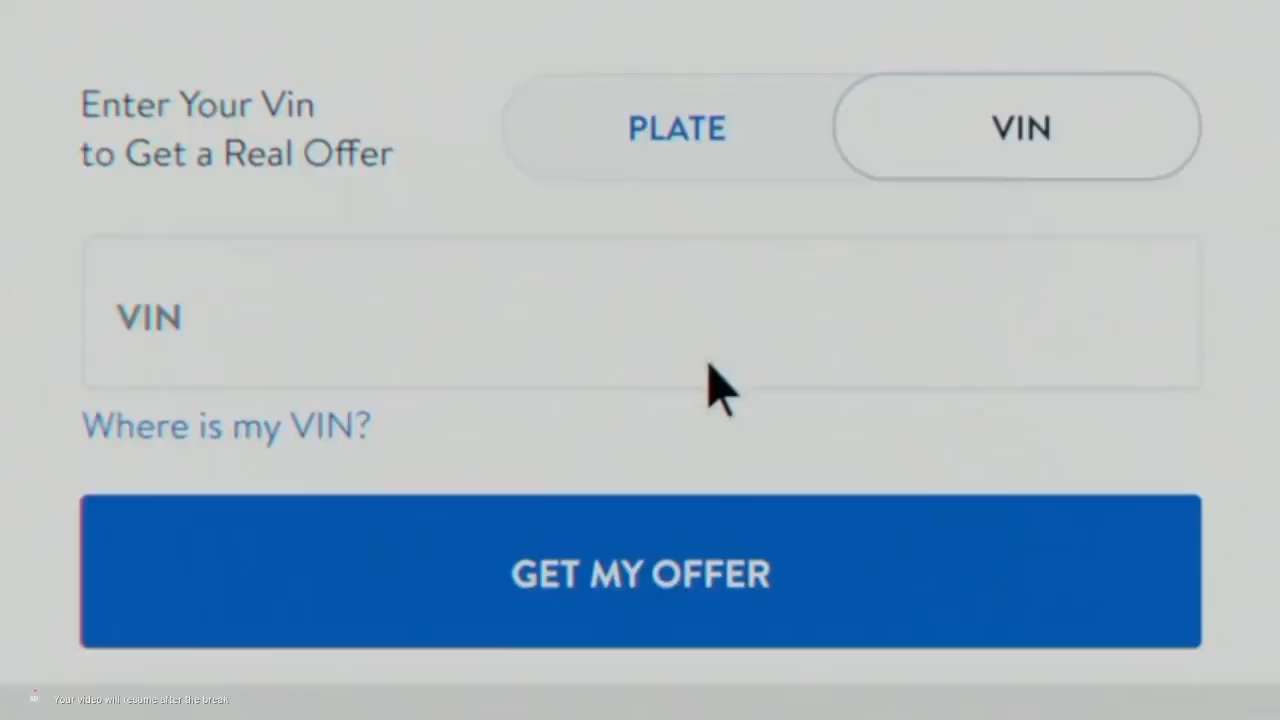 Enter Your Vin
to Get a Real Offer
PLATE
VIN
VIN
Where is my VIN?
GET MY OFFER
AD
Your video will resume after the break